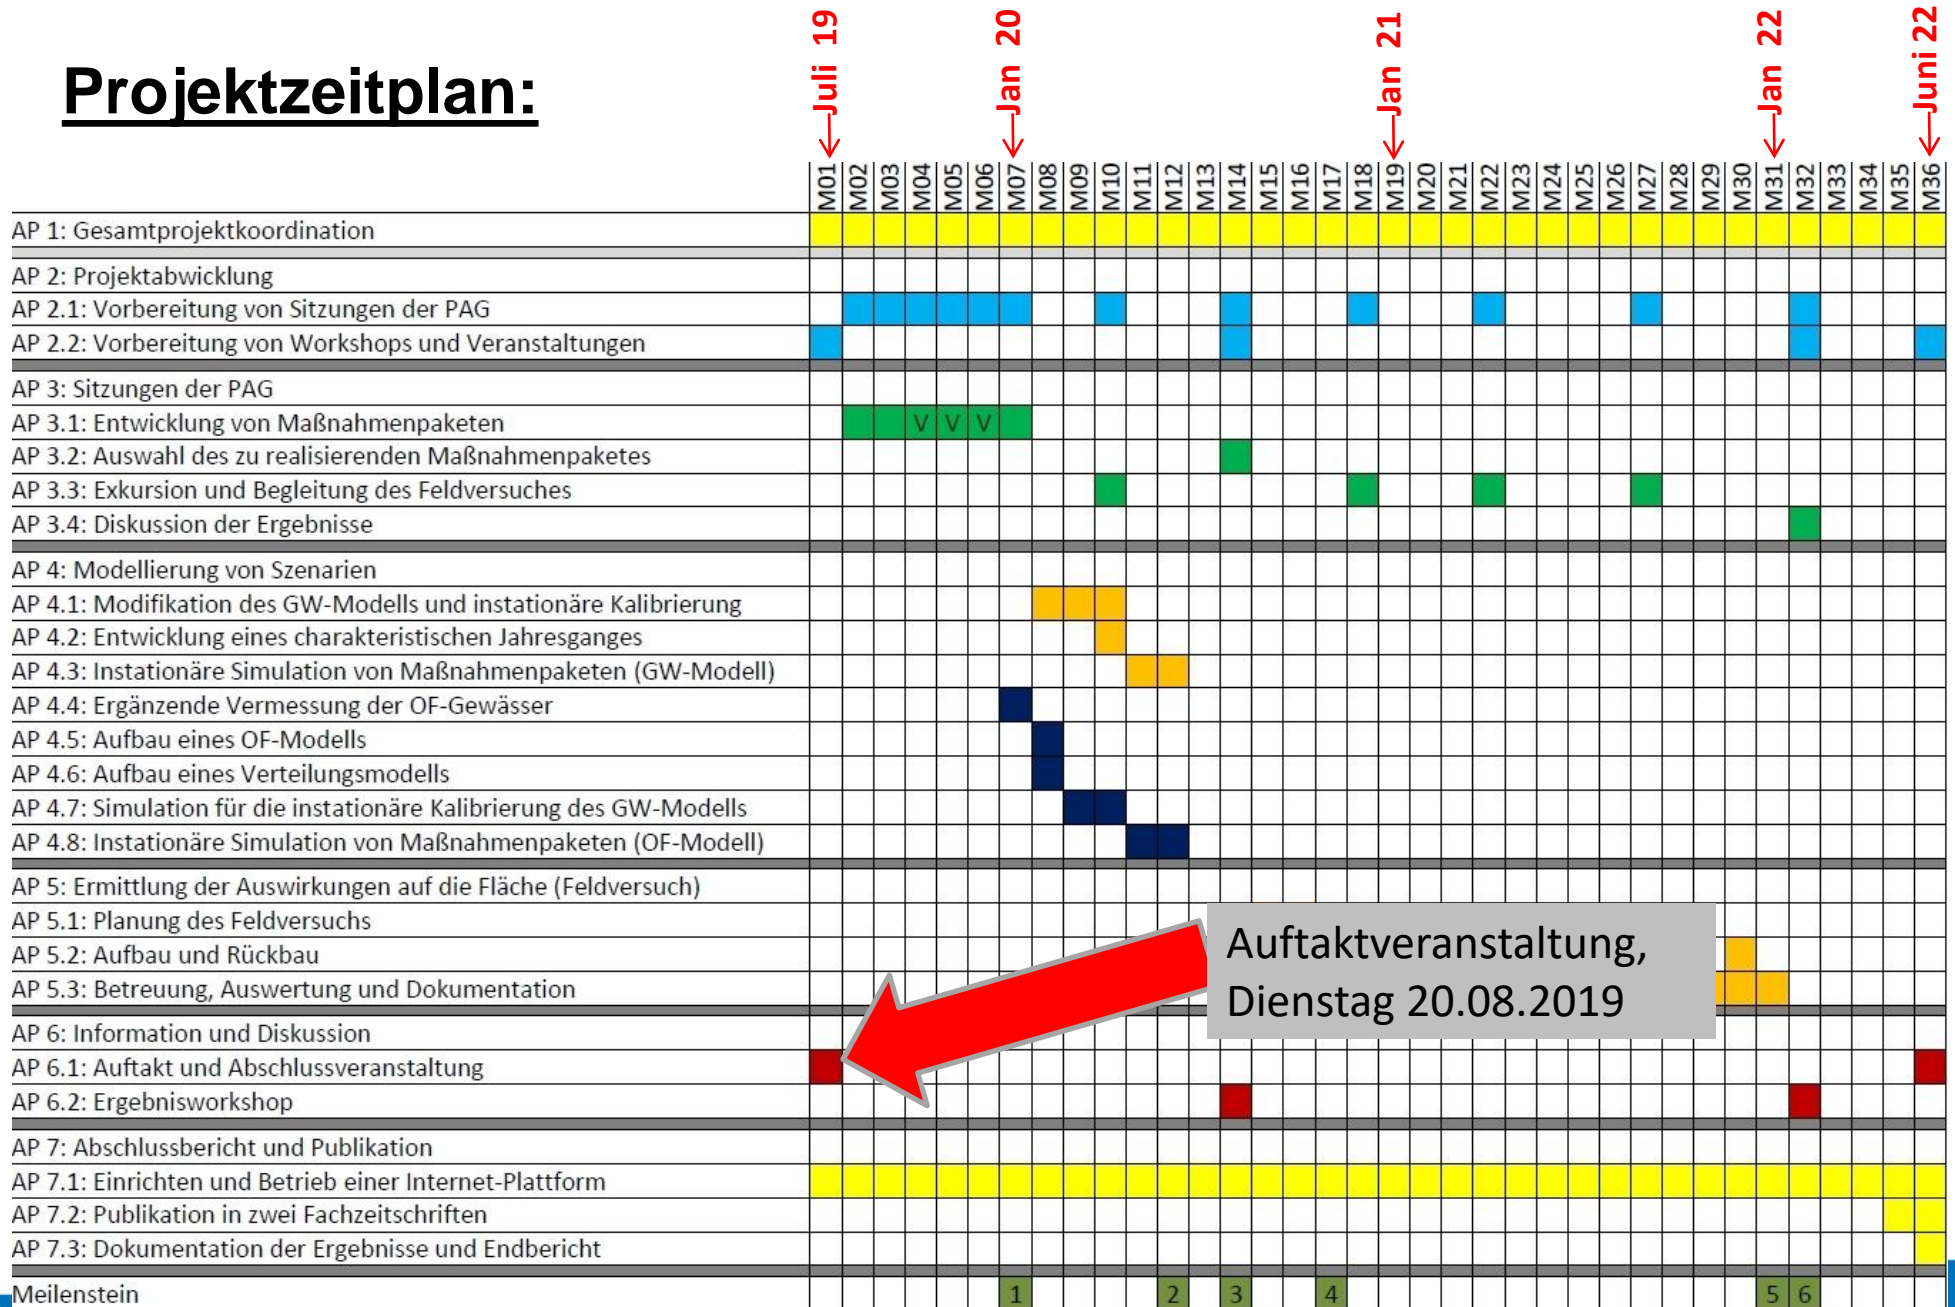 Projektzeitplan:
Juli 19
Jan 20
Jan 21
Jan 22
Juni 22
M01 M02 M03 M04 M05 M06 M07 M08 M09 M10 M11 M12 M13 M14 M15 M16 M17 M18 M19 M20 M21 M22 M23 M24 M25 M26 M27 M28 M29 M30 M31 M32 M33 M34 M35 M36
AP 1: Gesamtprojektkoordination
AP 2: Projektabwicklung
AP 2.1: Vorbereitung von Sitzungen der PAG
AP 2.2: Vorbereitung von Workshops und Veranstaltungen
AP 3: Sitzungen der PAG
AP 3.1: Entwicklung von Maßnahmenpaketen V V V
AP 3.2: Auswahl des zu realisierenden Maßnahmenpaketes
AP 3.3: Exkursion und Begleitung des Feldversuches
AP 3.4: Diskussion der Ergebnisse
AP 4: Modellierung von Szenarien
AP 4.1: Modifikation des GW-Modells und instationäre Kalibrierung
AP 4.2: Entwicklung eines charakteristischen Jahresganges
AP 4.3: Instationäre Simulation von Maßnahmenpaketen (GW-Modell)
AP 4.4: Ergänzende Vermessung der OF-Gewässer
AP 4.5: Aufbau eines OF-Modells
AP 4.6: Aufbau eines Verteilungsmodells
AP 4.7: Simulation für die instationäre Kalibrierung des GW-Modells
AP 4.8: Instationäre Simulation von Maßnahmenpaketen (OF-Modell)
AP 5: Ermittlung der Auswirkungen auf die Fläche (Feldversuch)
AP 5.1: Planung des Feldversuchs
AP 5.2: Aufbau und Rückbau
AP 5.3: Betreuung, Auswertung und Dokumentation
Auftaktveranstaltung,
Dienstag 20.08.2019
AP 6: Information und Diskussion
AP 6.1: Auftakt und Abschlussveranstaltung
AP 6.2: Ergebnisworkshop
AP 7: Abschlussbericht und Publikation
AP 7.1: Einrichten und Betrieb einer Internet-Plattform
AP 7.2: Publikation in zwei Fachzeitschriften
AP 7.3: Dokumentation der Ergebnisse und Endbericht
Meilenstein 1 2 3 4 5 6